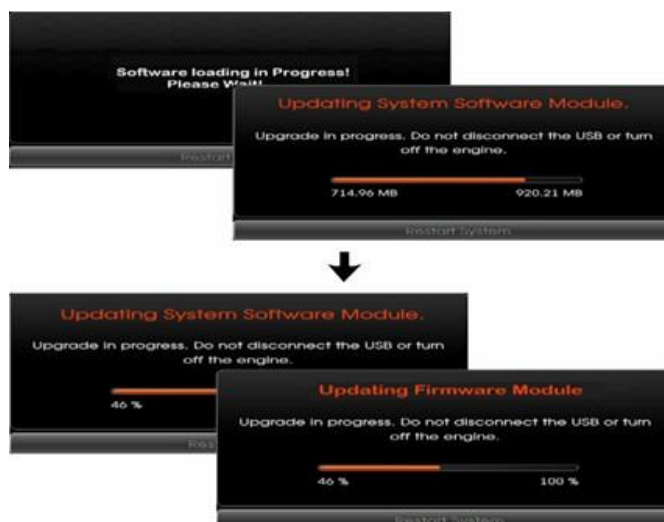 Software loading in Progress!
Please Wait!
Restart
Updating System Software Module.
Upgrade in progress. Do not disconnect the USB or turn
off the engine.
714.96 MB 920.21 MB
Restart System
Updating System Software Module.
Upgrade in progress. Do not disconnect the USB or turn
off the engine.
46 %
Updating Firmware Module
Upgrade in progress. Do not disconnect the USB or turn
off the engine.
46 % 100 %
Restart System